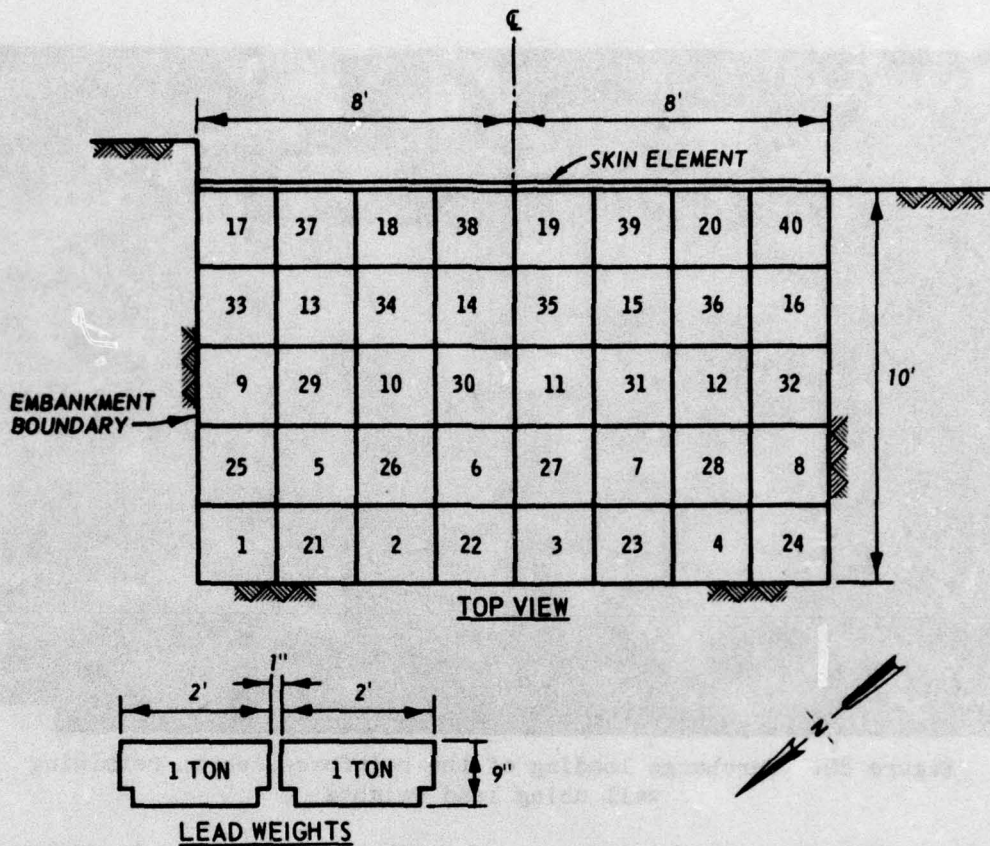 ℄
8' 8'
SKIN ELEMENT
17 37 18 38 19 39 20 40
33 13 34 14 35 15 36 16
10'
9 29 10 30 11 31 12 32
EMBANKMENT
BOUNDARY
25 5 26 6 27 7 28 8
1 21 2 22 3 23 4 24
TOP VIEW
1"
2' 2'
N
1 TON 1 TON 9"
LEAD WEIGHTS